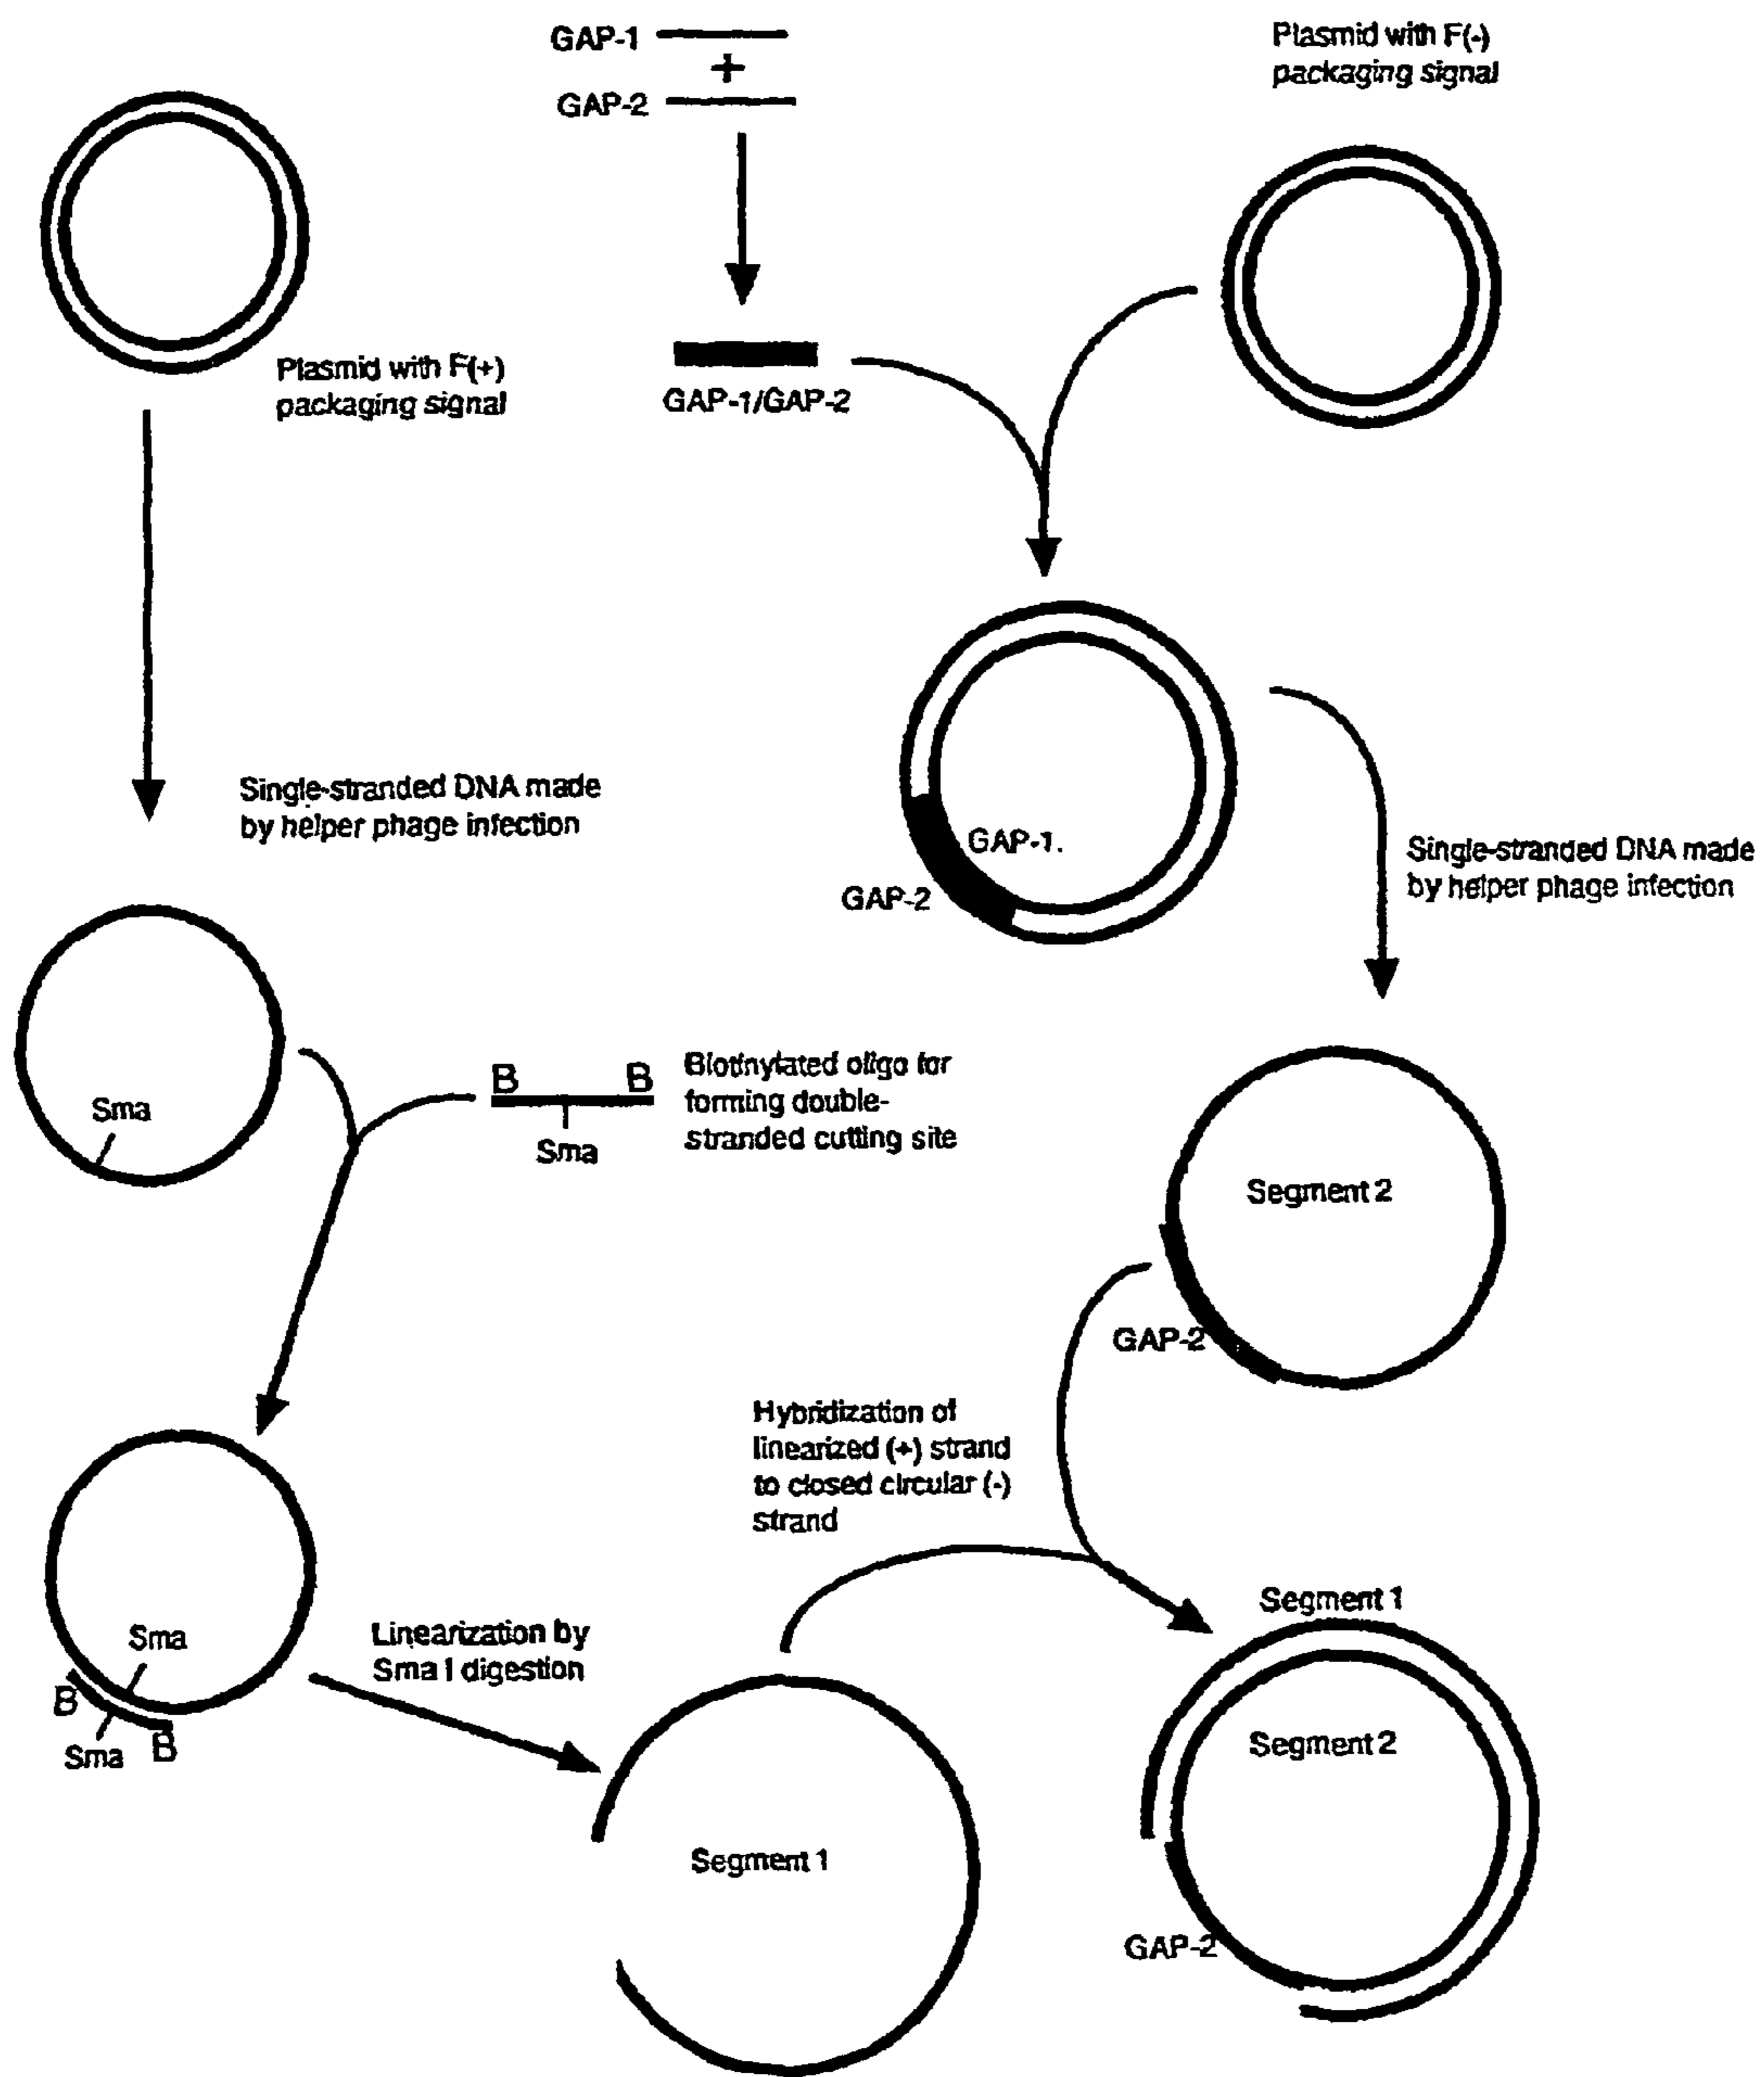 GAP-1
+
GAP-2
Plasmid with F(-)
packaging signal
Plasmid with F(+)
packaging signal
GAP-1/GAP-2
Single-stranded DNA made
by helper phage infection
GAP-1.
GAP-2
Single-stranded DNA made
by helper phage infection
Sma
B B
Sma
Biotinylated oligo for
forming double-
stranded cutting site
Segment 2
GAP-2
Hybridization of
linearized (+) strand
to closed circular (-)
strand
Sma
B
Sma B
Linearization by
Sma I digestion
Segment 1
Segment 1
Segment 2
GAP-2